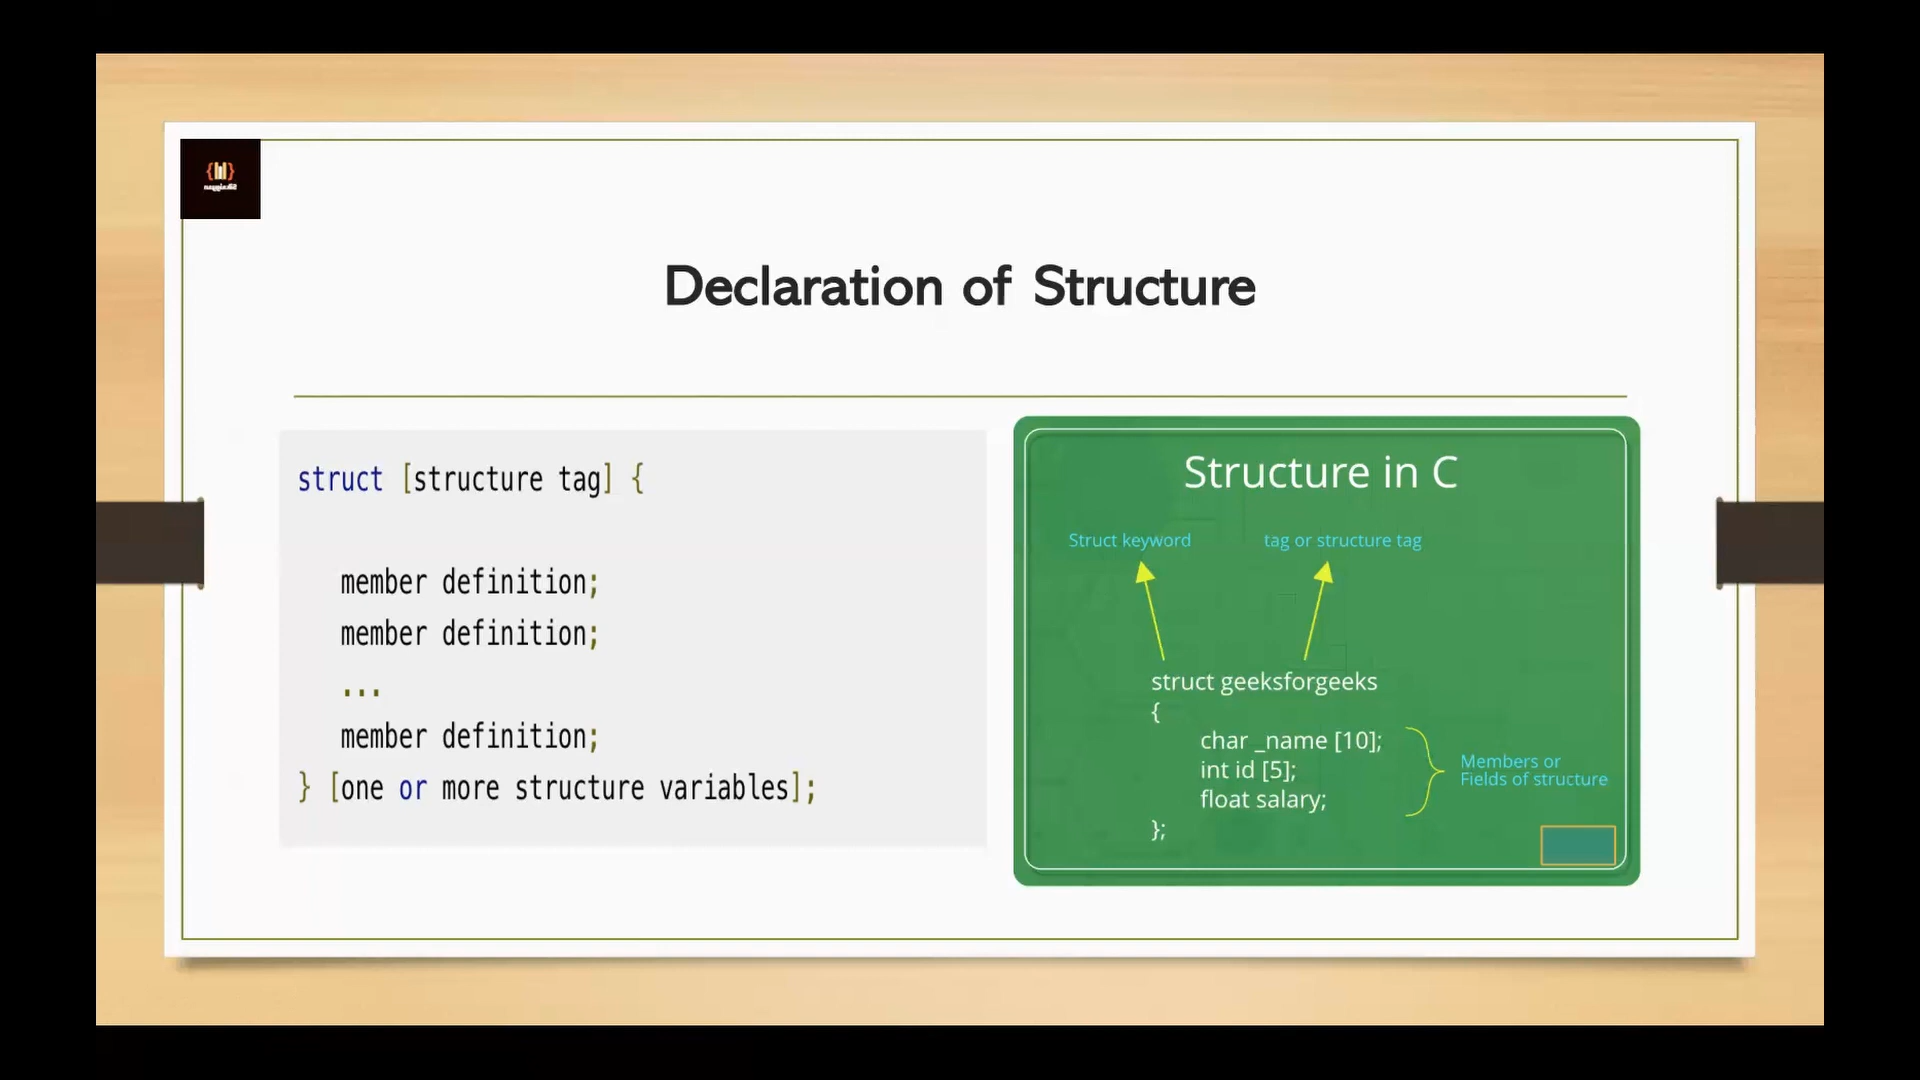 Declaration of Structure
struct [structure tag] {
member definition;
member definition;
...
member definition;
} [one or more structure variables];
Structure in C
Struct keyword
tag or structure tag
struct geeksforgeeks
{
char _name [10];
int id [5];
float salary;
};
Members or
Fields of structure